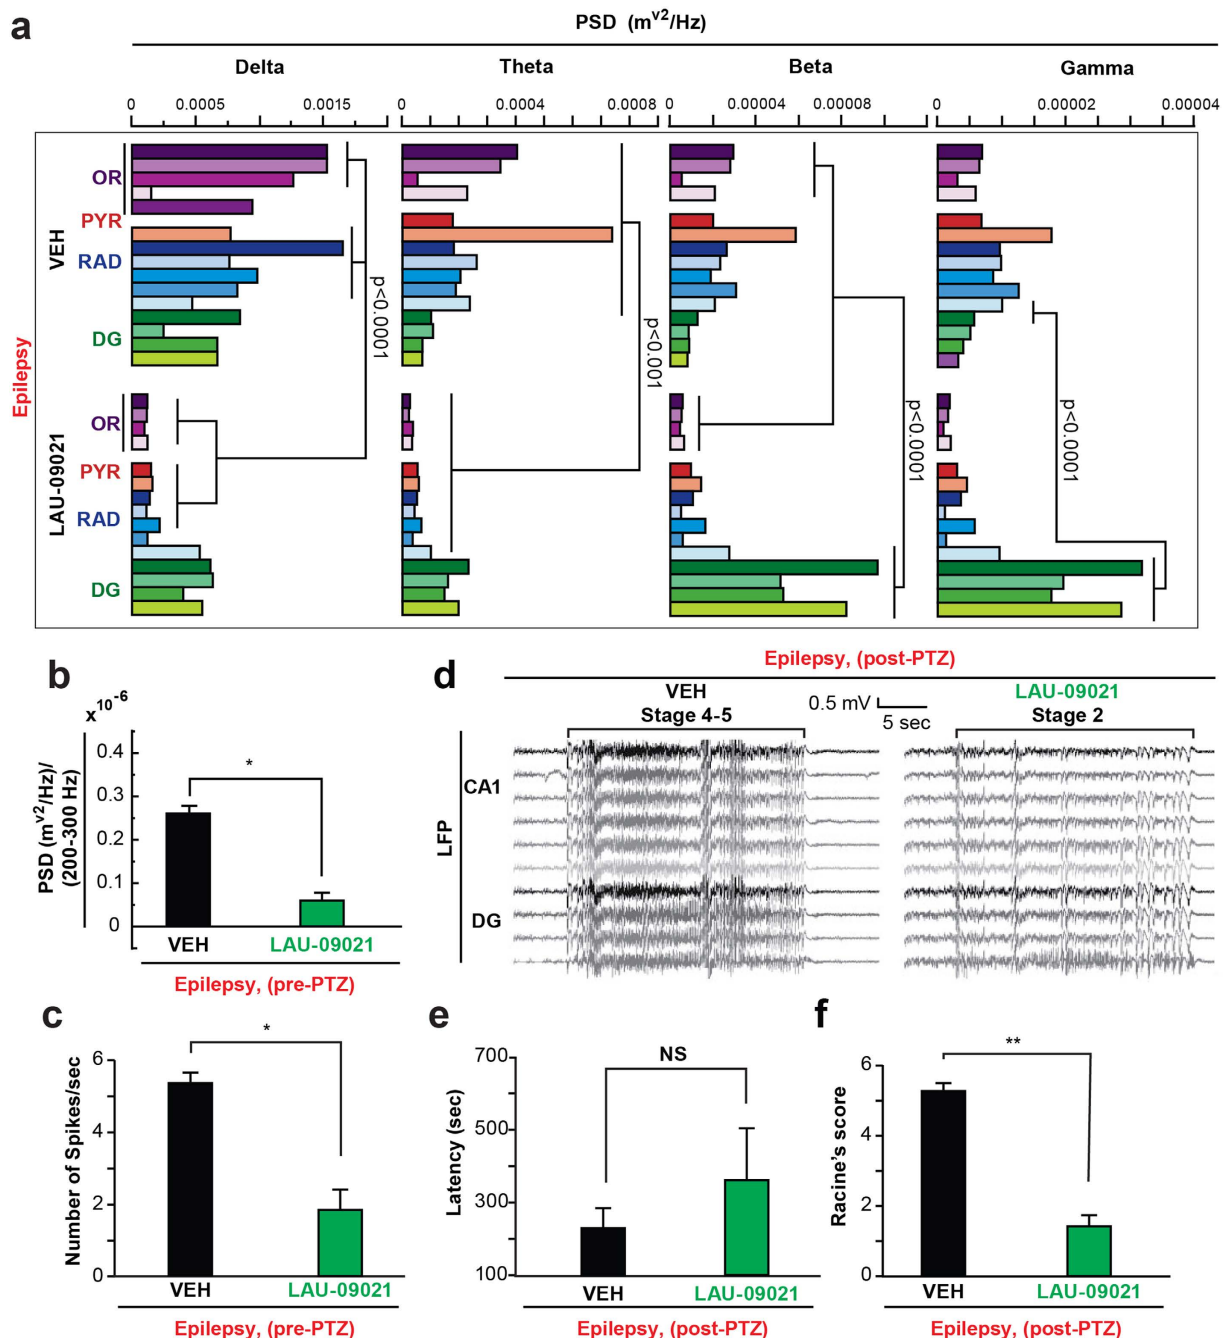 a
PSD (m^v2/Hz)
Delta Theta Beta Gamma
0 0.0005 0.0015 0 0.0004 0.0008 0 0.00004 0.00008 0 0.00002 0.00004
Epilepsy
VEH
OR
PYR
RAD
DG
LAU-09021
OR
PYR
RAD
DG
p<0.0001
p<0.001
p<0.0001
p<0.0001
b
x10^-6
PSD (m^v2/Hz)/
(200-300 Hz)
0.4
0.3
0.2
0.1
0
*
VEH LAU-09021
Epilepsy, (pre-PTZ)
d
Epilepsy, (post-PTZ)
VEH LAU-09021
Stage 4-5 Stage 2
0.5 mV
5 sec
LFP
CA1
DG
c
Number of Spikes/sec
6
4
2
0
*
VEH LAU-09021
Epilepsy, (pre-PTZ)
e
Latency (sec)
700
500
300
100
NS
VEH LAU-09021
Epilepsy, (post-PTZ)
f
Racine's score
6
4
2
0
**
VEH LAU-09021
Epilepsy, (post-PTZ)